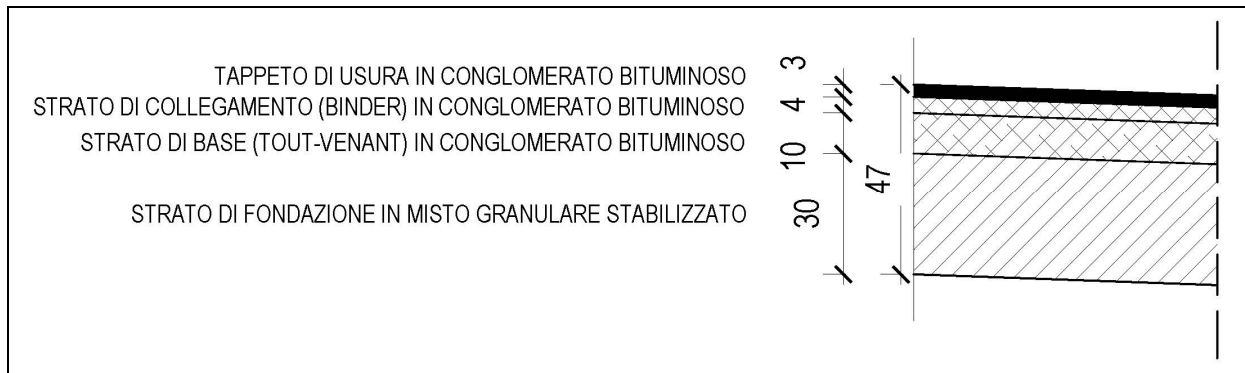 TAPPETO DI USURA IN CONGLOMERATO BITUMINOSO 3
STRATO DI COLLEGAMENTO (BINDER) IN CONGLOMERATO BITUMINOSO 4
STRATO DI BASE (TOUT-VENANT) IN CONGLOMERATO BITUMINOSO 10
STRATO DI FONDAZIONE IN MISTO GRANULARE STABILIZZATO 30
47